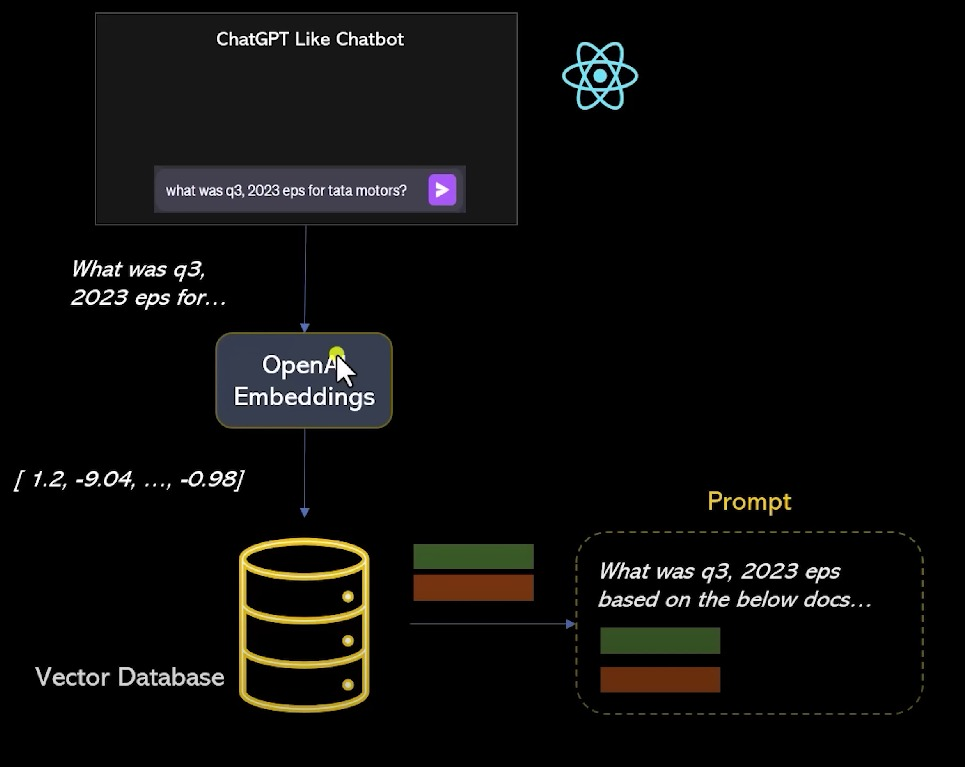 ChatGPT Like Chatbot
what was q3, 2023 eps for tata motors?
What was q3,
2023 eps for...
OpenAI
Embeddings
[ 1.2, -9.04, ..., -0.98]
Prompt
What was q3, 2023 eps
based on the below docs...
Vector Database